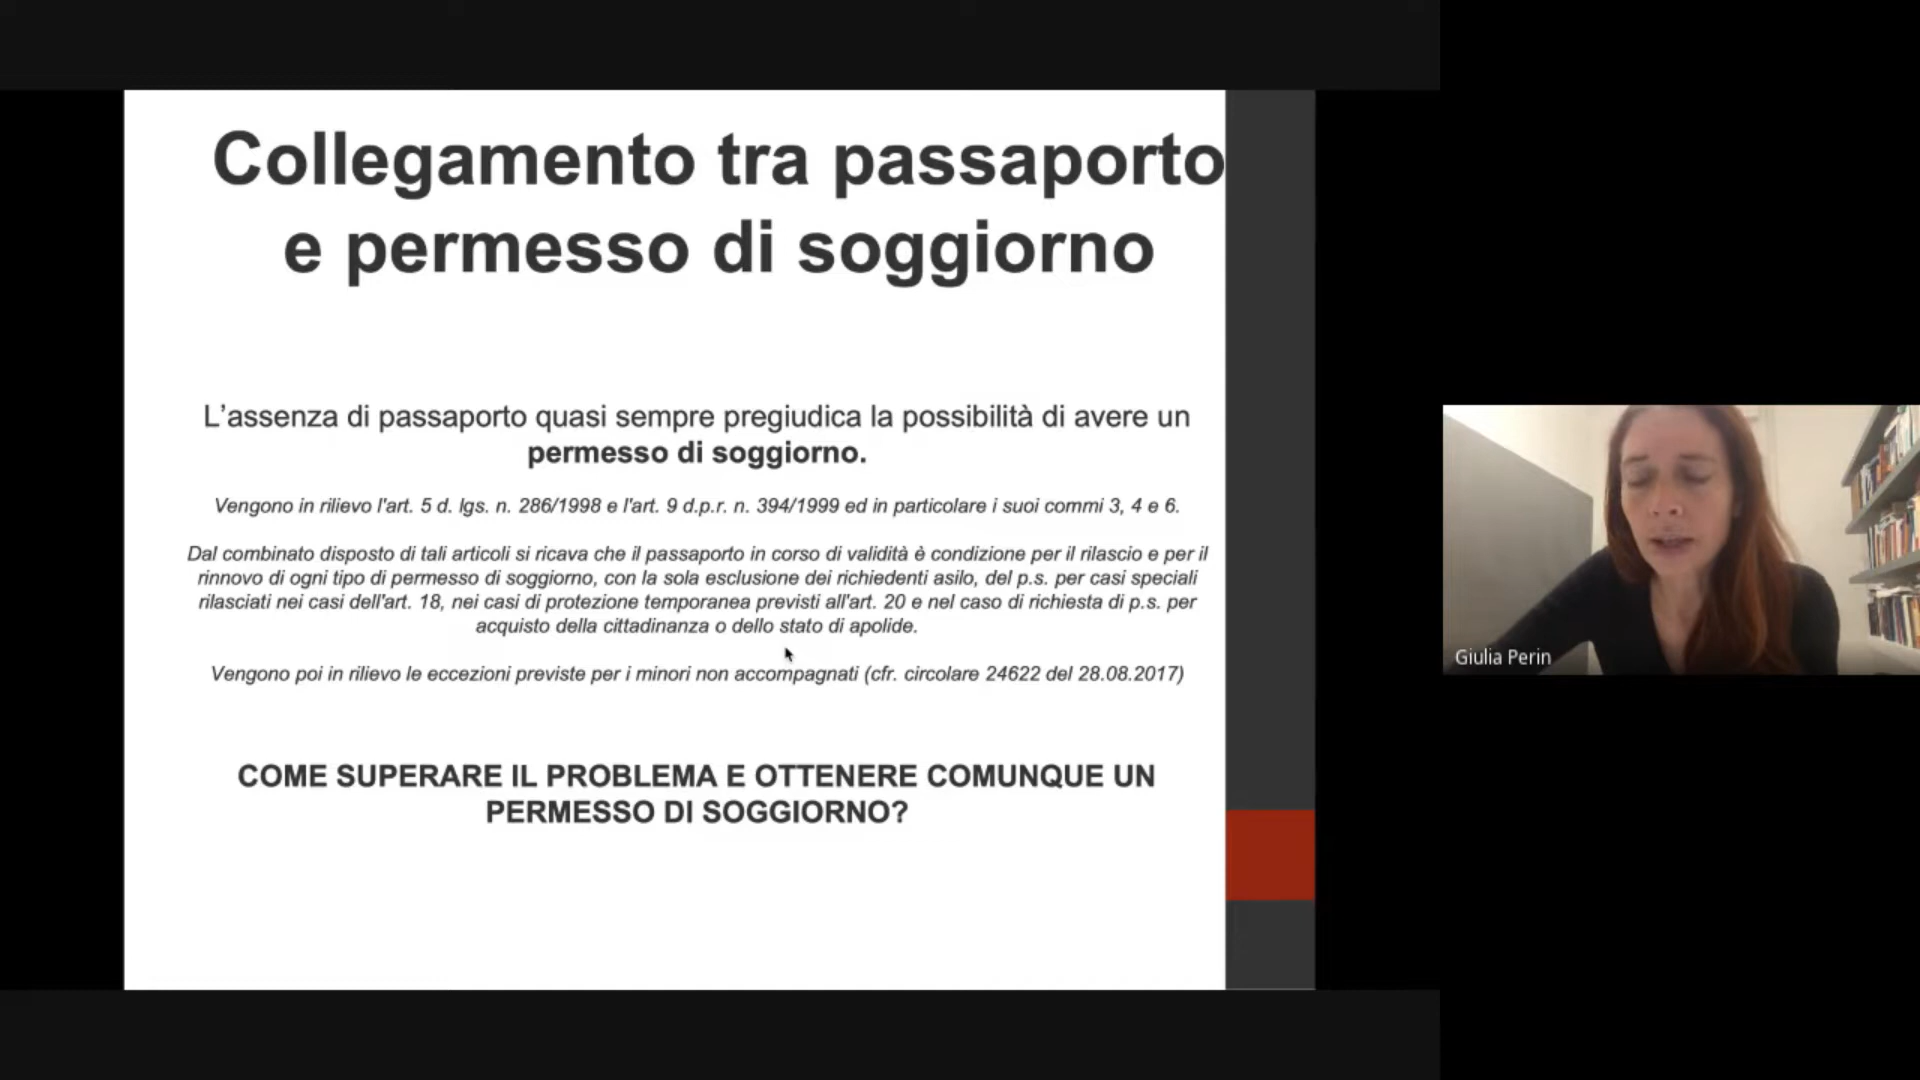 Collegamento tra passaporto
e permesso di soggiorno
L’assenza di passaporto quasi sempre pregiudica la possibilità di avere un
permesso di soggiorno.
Vengono in rilievo l'art. 5 d. lgs. n. 286/1998 e l'art. 9 d.p.r. n. 394/1999 ed in particolare i suoi commi 3, 4 e 6.
Dal combinato disposto di tali articoli si ricava che il passaporto in corso di validità è condizione per il rilascio e per il
rinnovo di ogni tipo di permesso di soggiorno, con la sola esclusione dei richiedenti asilo, del p.s. per casi speciali
rilasciati nei casi dell'art. 18, nei casi di protezione temporanea previsti all'art. 20 e nel caso di richiesta di p.s. per
acquisto della cittadinanza o dello stato di apolide.
Vengono poi in rilievo le eccezioni previste per i minori non accompagnati (cfr. circolare 24622 del 28.08.2017)
COME SUPERARE IL PROBLEMA E OTTENERE COMUNQUE UN
PERMESSO DI SOGGIORNO?
Giulia Perin